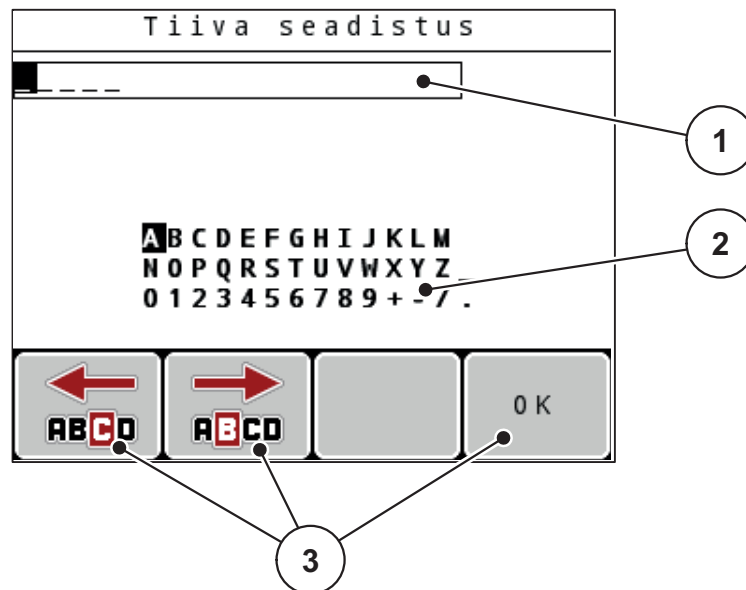 Tiiva seadistus
_ _ _ _
1
A B C D E F G H I J K L M
2
N O P Q R S T U V W X Y Z _
0 1 2 3 4 5 6 7 8 9 + - / .
ABCD ABCD OK
3